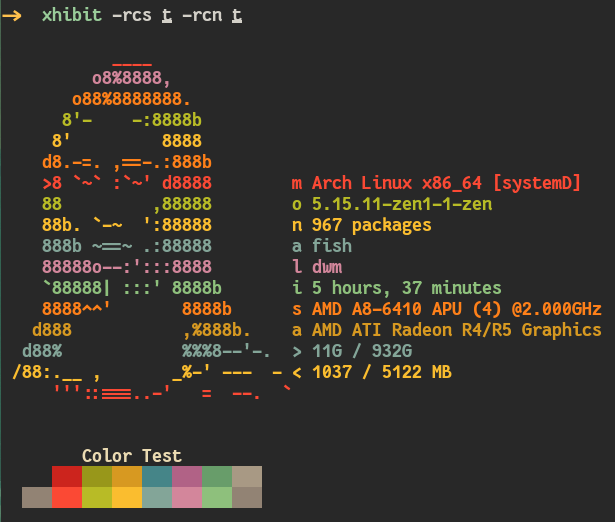 -> xhibit -rcs t -rcn t
             ____
           o8%8888,
         o88%8888888.
        8'-    -:8888b
       8'         8888
      d8.-=. ,==-.:888b
      >8 `~` :`~' d8888        m Arch Linux x86_64 [systemD]
      88         ,88888        o 5.15.11-zen1-1-zen
      88b. `-~  ':88888        n 967 packages
      888b ~==~ .:88888        a fish
      88888o--:':::8888        l dwm
      `88888| :::' 8888b       i 5 hours, 37 minutes
      8888^^'       8888b      s AMD A8-6410 APU (4) @2.000GHz
     d888           ,%888b.    a AMD ATI Radeon R4/R5 Graphics
    d88%            %%%8--'-.  > 11G / 932G
   /88:.__ ,       _%-' ---  - < 1037 / 5122 MB
       '''::===..-'   =  --.  `
Color Test